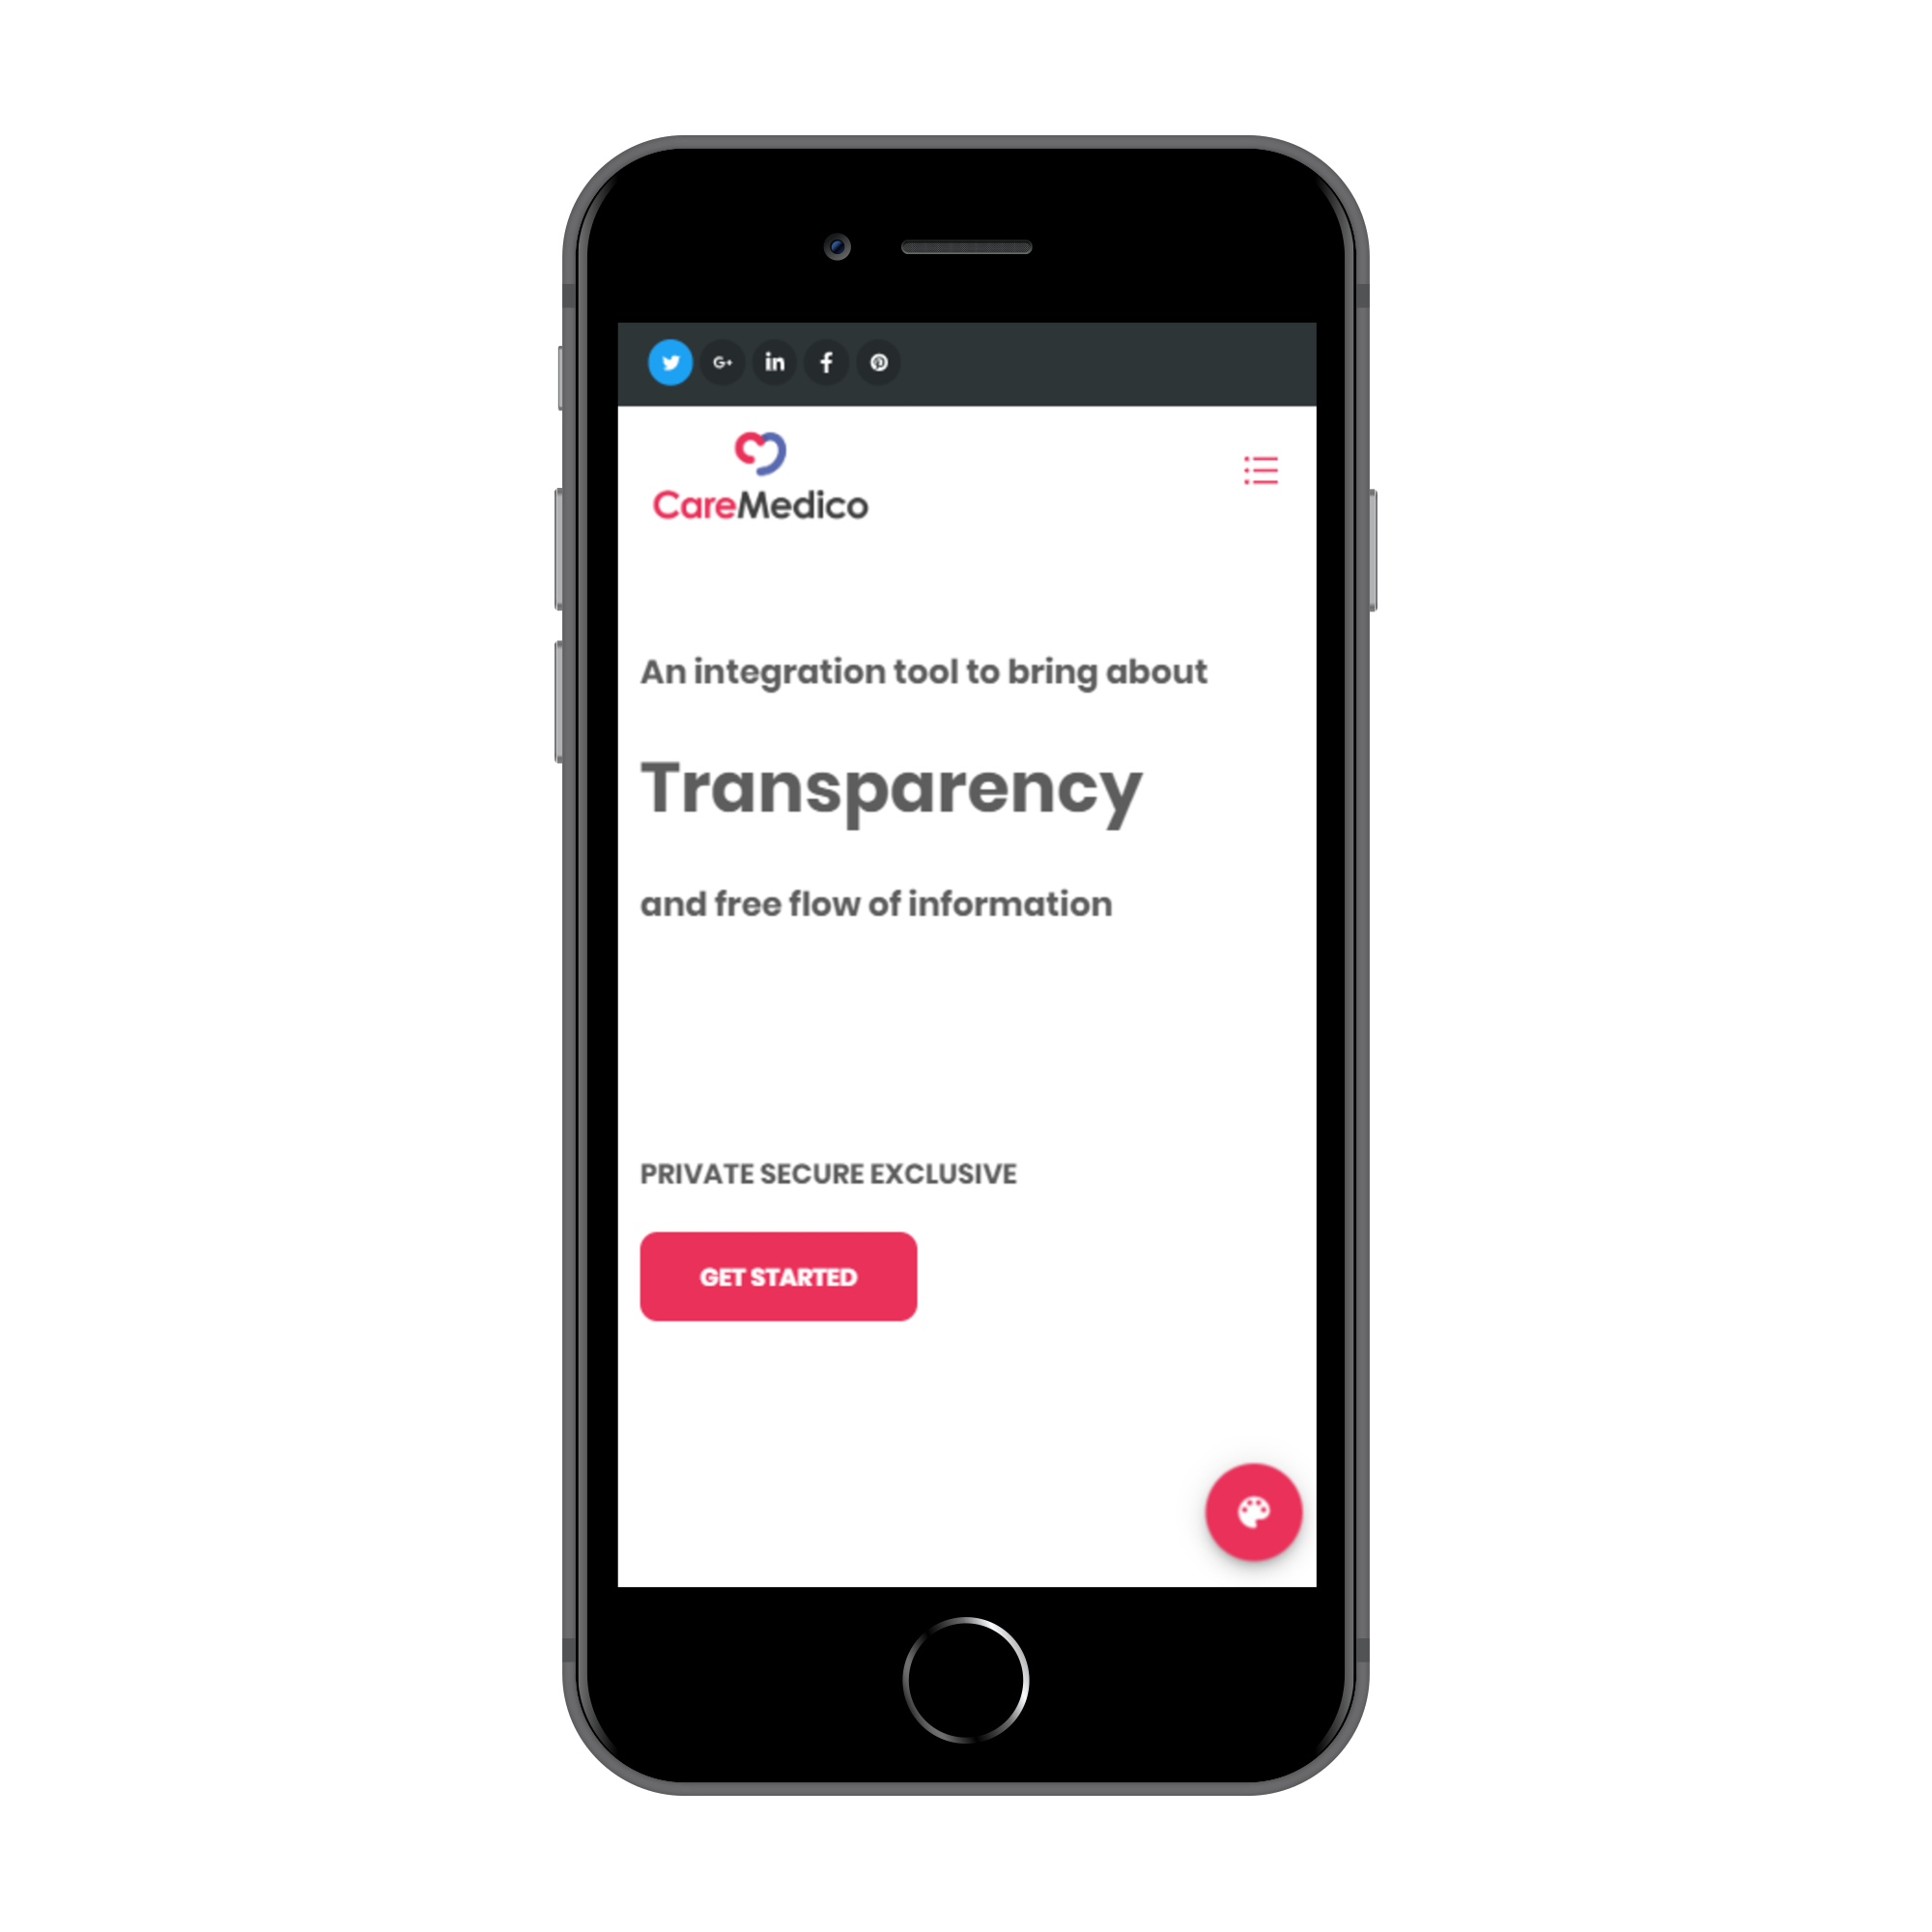 G+ in f
CareMedico
An integration tool to bring about
Transparency
and free flow of information
PRIVATE SECURE EXCLUSIVE
GET STARTED